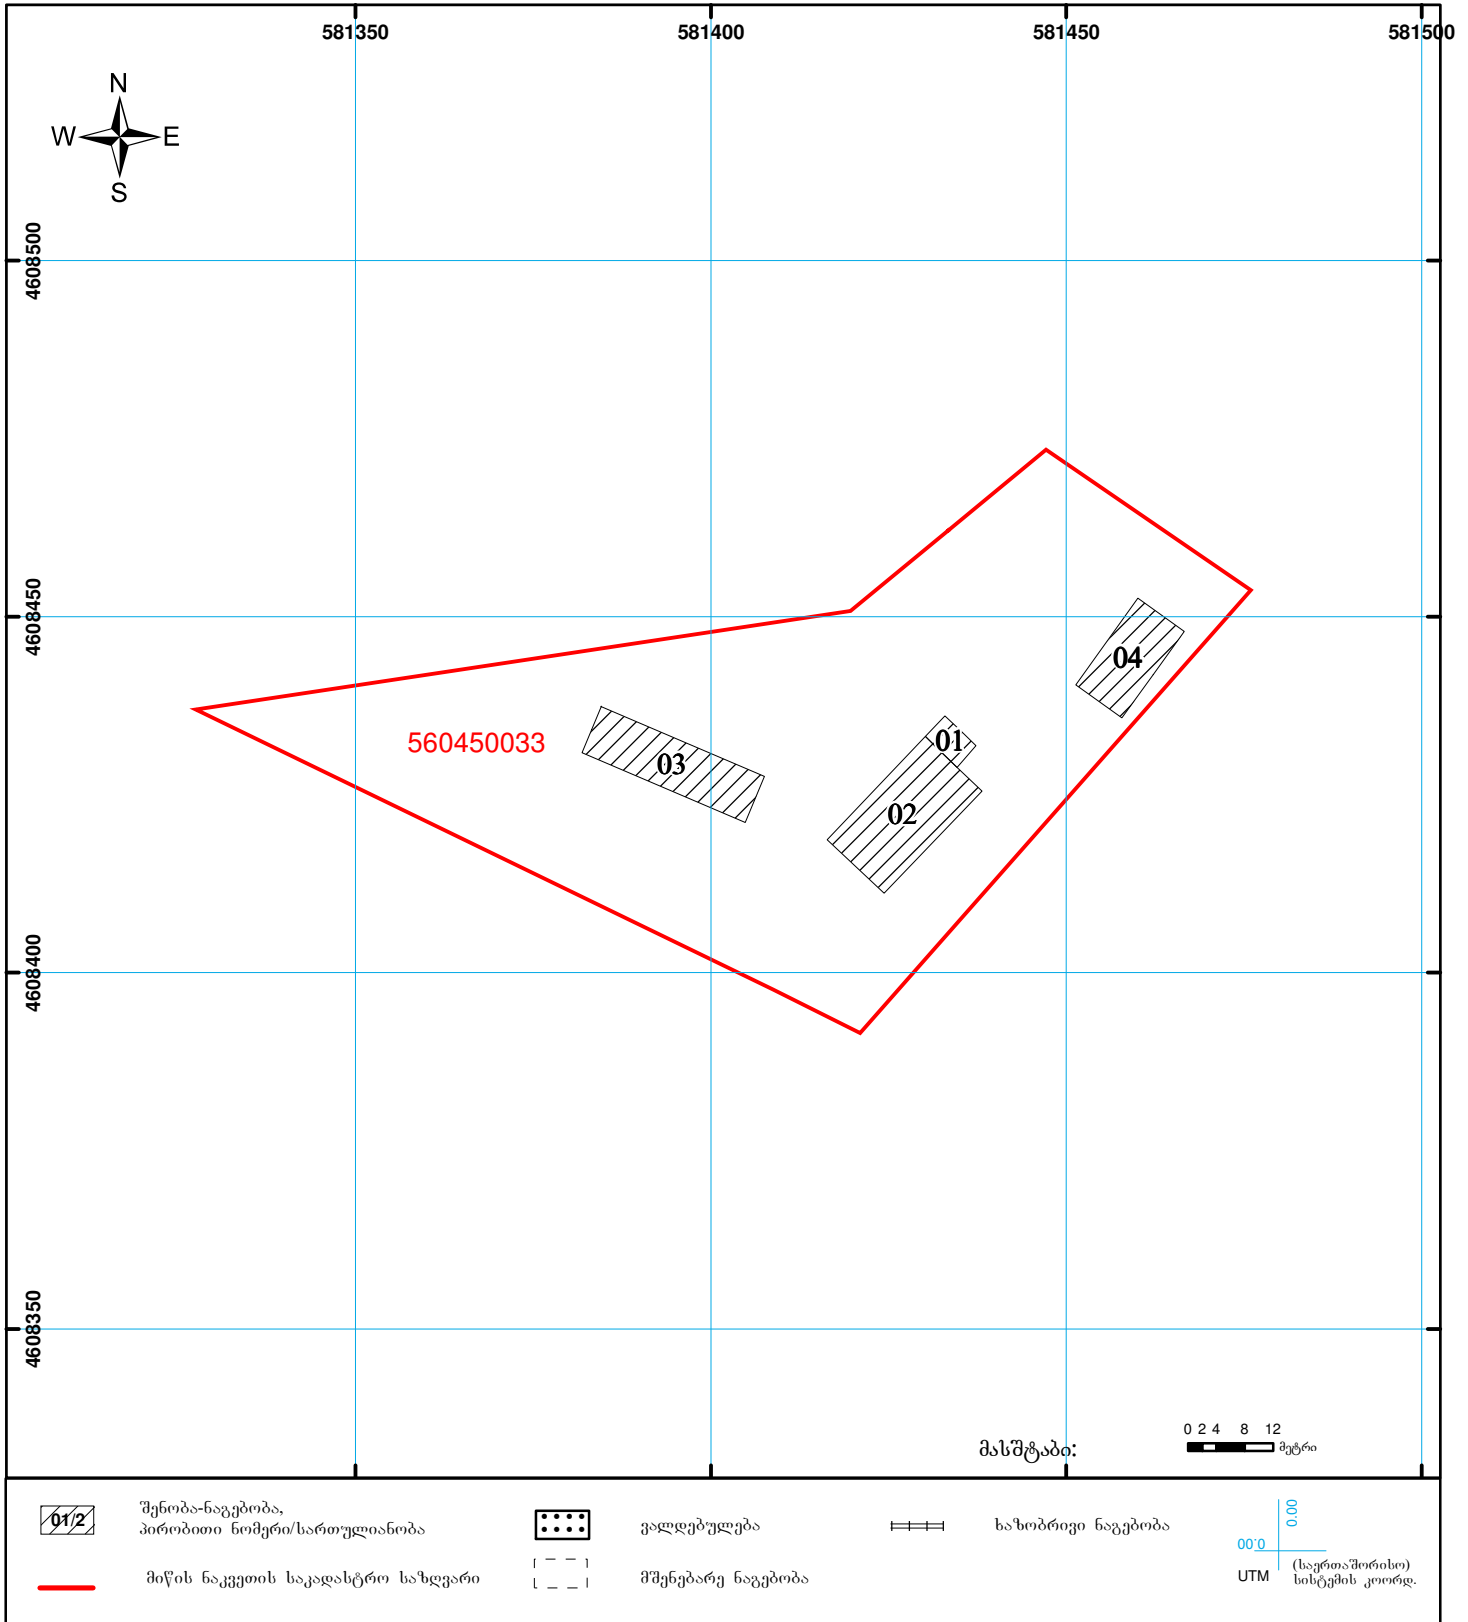 581350 581400 581450 581500
N
W E
S
4608500
4608450
4608400
4608350
560450033
04
01
03
02
მასშტაბი:
0 2 4 8 12
მეტრი
01/2
შენობა-ნაგებობა,
პირობითი ნომერი/სართულიანობა
ვალდებულება
ხაზობრივი ნაგებობა
მიწის ნაკვეთის საკადასტრო საზღვარი
მშენებარე ნაგებობა
00.0
00.0
UTM
(საერთაშორისო)
სისტემის კოორდ.